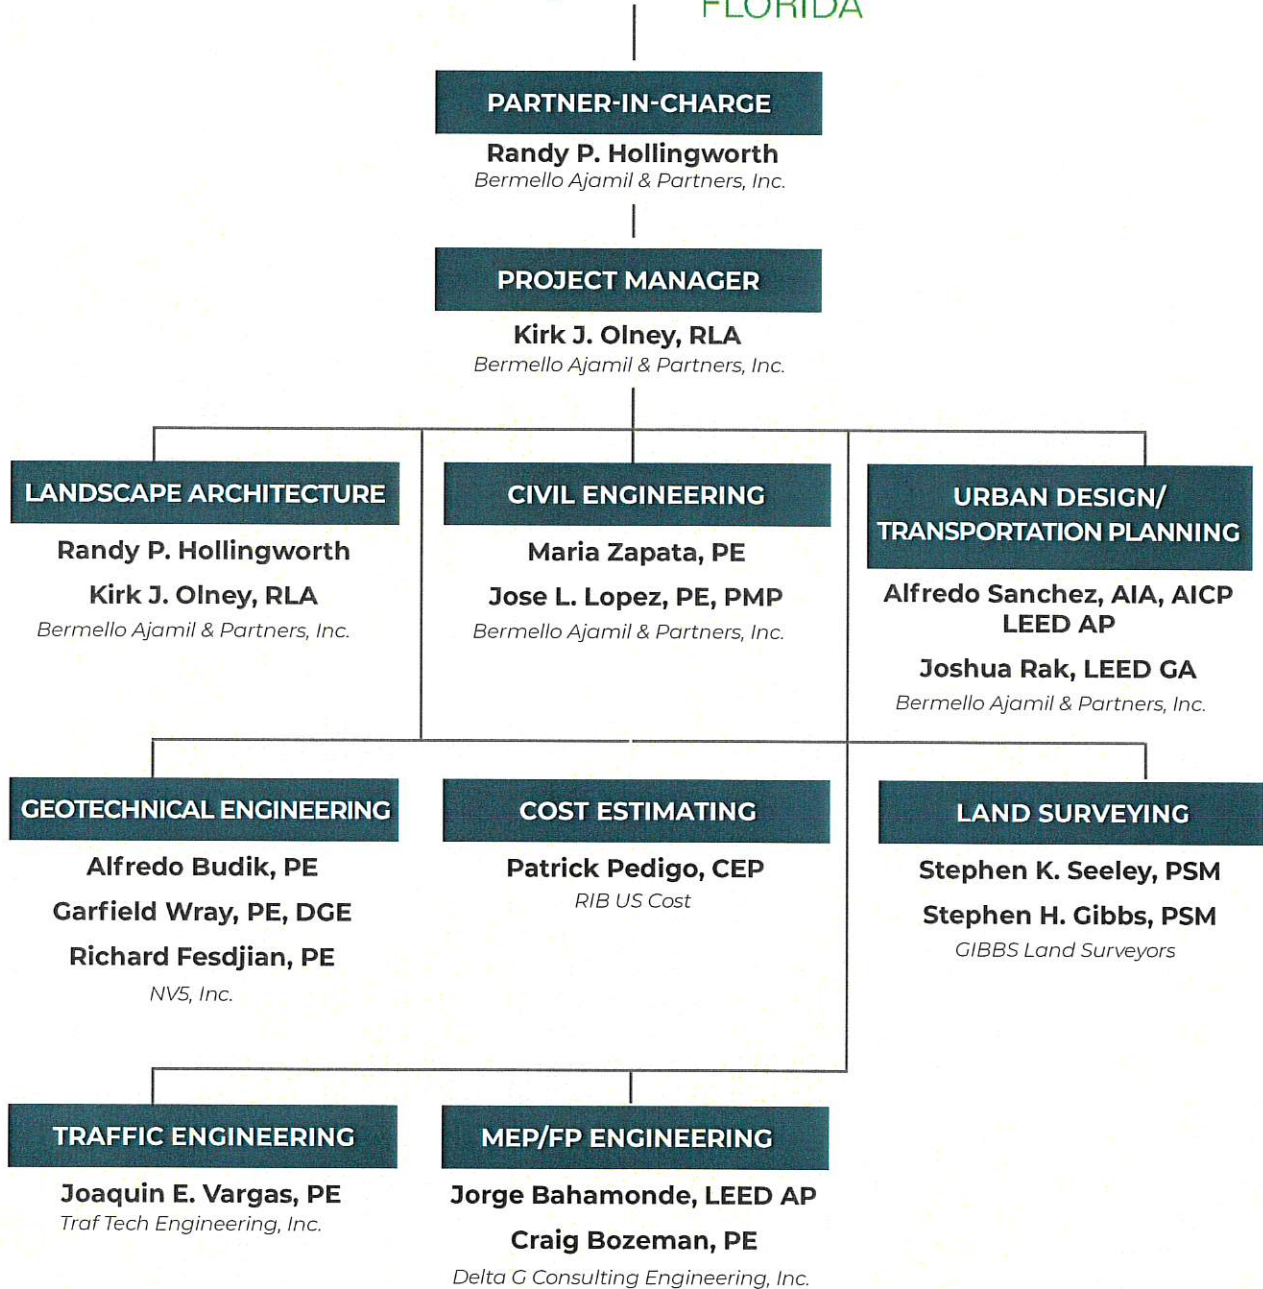 FLORIDA
PARTNER-IN-CHARGE
Randy P. Hollingworth
Bermello Ajamil & Partners, Inc.
PROJECT MANAGER
Kirk J. Olney, RLA
Bermello Ajamil & Partners, Inc.
LANDSCAPE ARCHITECTURE
Randy P. Hollingworth
Kirk J. Olney, RLA
Bermello Ajamil & Partners, Inc.
CIVIL ENGINEERING
Maria Zapata, PE
Jose L. Lopez, PE, PMP
Bermello Ajamil & Partners, Inc.
URBAN DESIGN/
TRANSPORTATION PLANNING
Alfredo Sanchez, AIA, AICP
LEED AP
Joshua Rak, LEED GA
Bermello Ajamil & Partners, Inc.
GEOTECHNICAL ENGINEERING
Alfredo Budik, PE
Garfield Wray, PE, DGE
Richard Fesdjian, PE
NV5, Inc.
COST ESTIMATING
Patrick Pedigo, CEP
RIB US Cost
LAND SURVEYING
Stephen K. Seeley, PSM
Stephen H. Gibbs, PSM
GIBBS Land Surveyors
TRAFFIC ENGINEERING
Joaquin E. Vargas, PE
Traf Tech Engineering, Inc.
MEP/FP ENGINEERING
Jorge Bahamonde, LEED AP
Craig Bozeman, PE
Delta G Consulting Engineering, Inc.